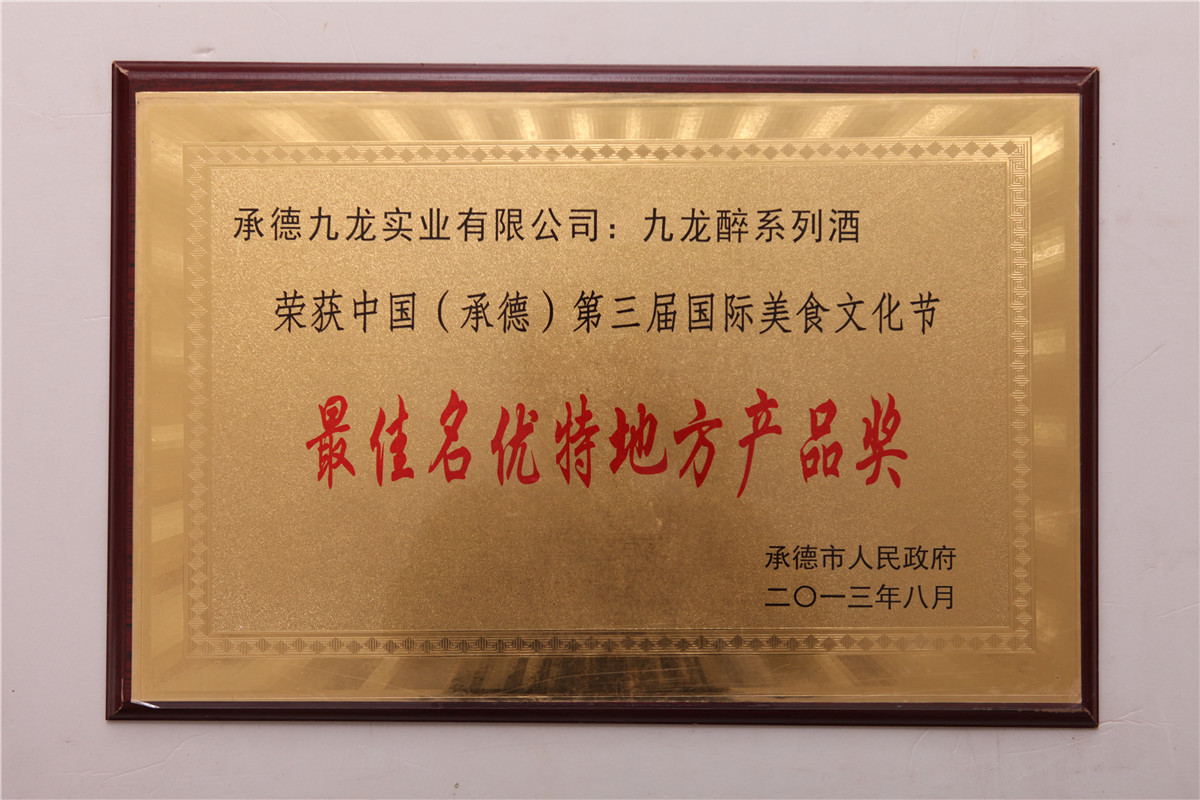 承德九龙实业有限公司：九龙醉系列酒
荣获中国（承德）第三届国际美食文化节
最佳名优特地方产品奖
承德市人民政府
二〇一三年八月